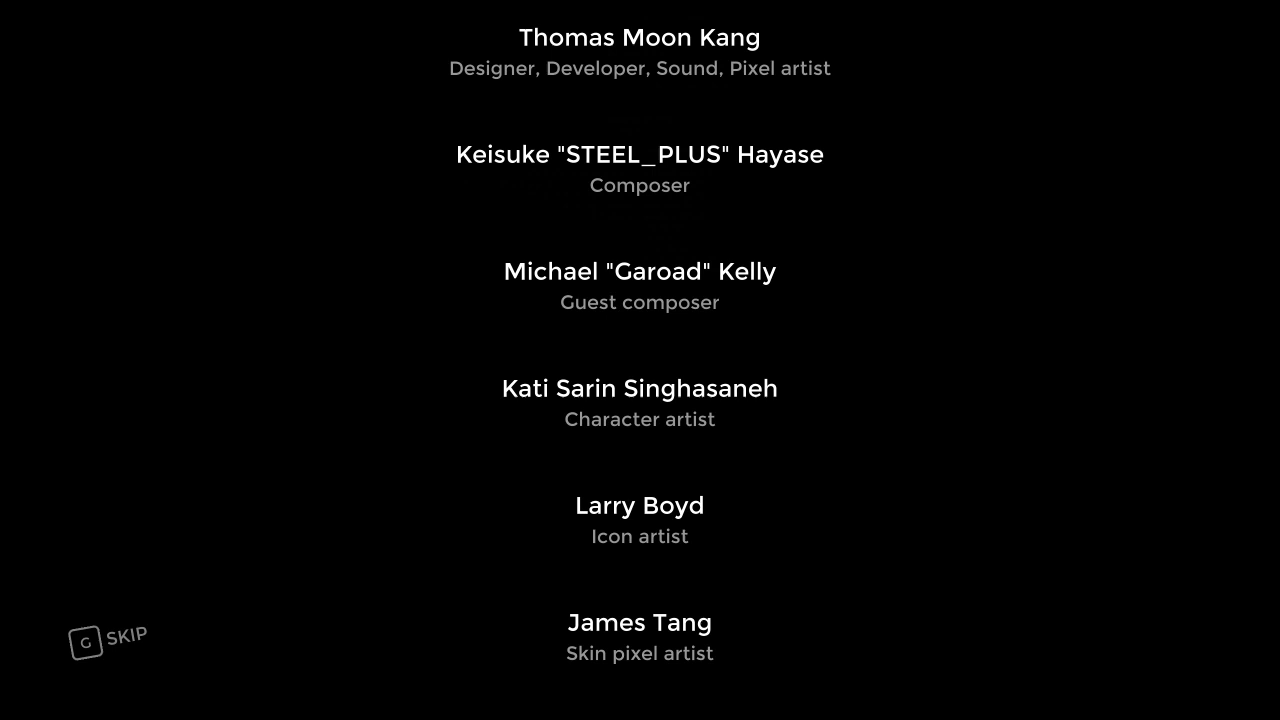 Thomas Moon Kang
Designer, Developer, Sound, Pixel artist
Keisuke "STEEL_PLUS" Hayase
Composer
Michael "Garoad" Kelly
Guest composer
Kati Sarin Singhasaneh
Character artist
Larry Boyd
Icon artist
James Tang
Skin pixel artist
G SKIP